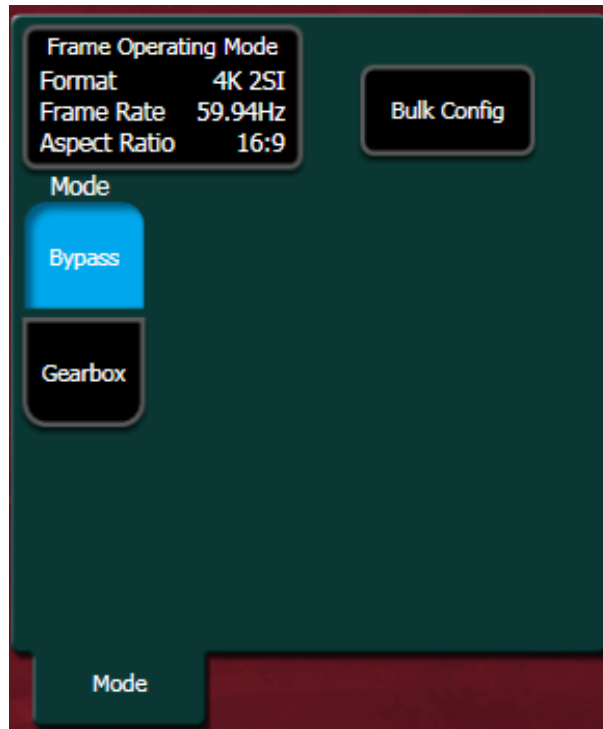 Frame Operating Mode
Format 4K 2SI
Frame Rate 59.94Hz
Aspect Ratio 16:9
Bulk Config
Mode
Bypass
Gearbox
Mode